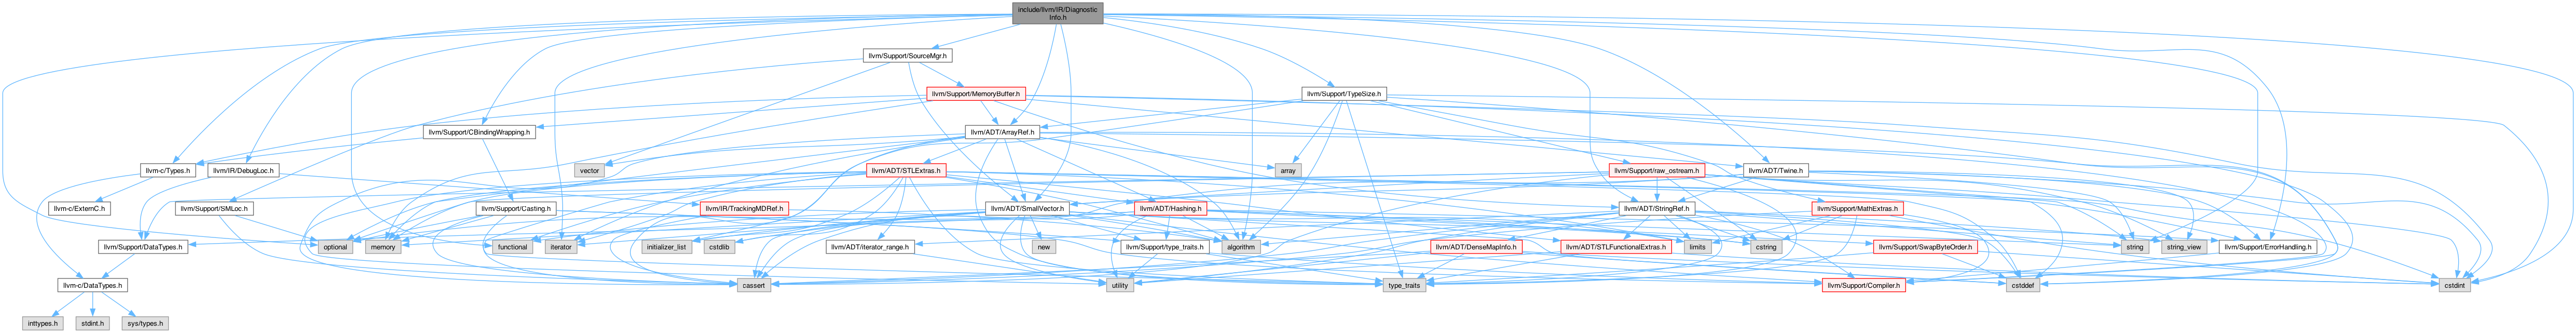 include/llvm/IR/Diagnostic
Info.h
llvm/Support/SourceMgr.h
llvm/Support/MemoryBuffer.h
llvm/Support/TypeSize.h
llvm/Support/CBindingWrapping.h
llvm/ADT/ArrayRef.h
llvm-c/Types.h
llvm/IR/DebugLoc.h
vector
llvm/ADT/STLExtras.h
array
llvm/Support/raw_ostream.h
llvm/ADT/Twine.h
llvm-c/ExternC.h
llvm/Support/SMLoc.h
llvm/Support/Casting.h
llvm/IR/TrackingMDRef.h
llvm/ADT/SmallVector.h
llvm/ADT/Hashing.h
llvm/ADT/StringRef.h
llvm/Support/MathExtras.h
llvm/Support/DataTypes.h
optional
memory
functional
iterator
initializer_list
cstdlib
llvm/ADT/iterator_range.h
new
llvm/Support/type_traits.h
algorithm
llvm/ADT/DenseMapInfo.h
llvm/ADT/STLFunctionalExtras.h
limits
cstring
llvm/Support/SwapByteOrder.h
string
string_view
llvm/Support/ErrorHandling.h
llvm-c/DataTypes.h
cassert
utility
type_traits
llvm/Support/Compiler.h
cstddef
cstdint
inttypes.h
stdint.h
sys/types.h